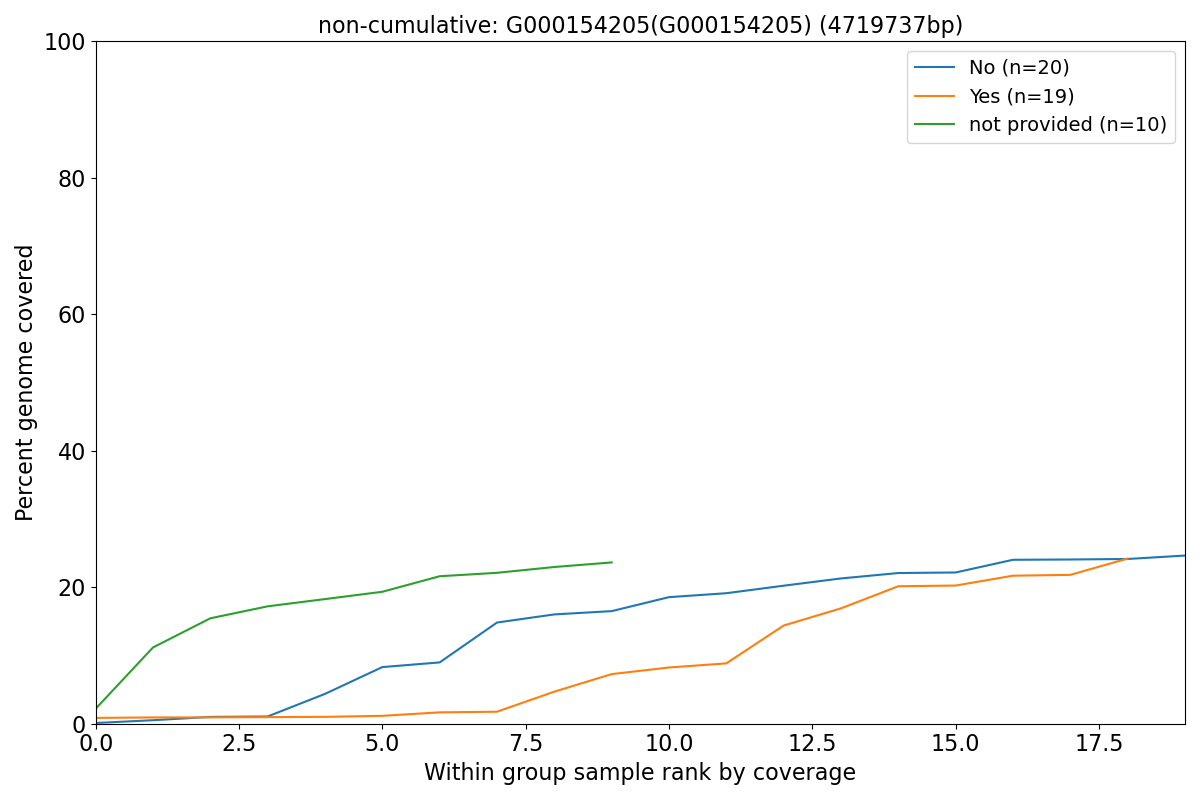 non-cumulative: G000154205(G000154205) (4719737bp)
100
80
60
40
20
0
Percent genome covered
No (n=20)
Yes (n=19)
not provided (n=10)
0.0 2.5 5.0 7.5 10.0 12.5 15.0 17.5
Within group sample rank by coverage